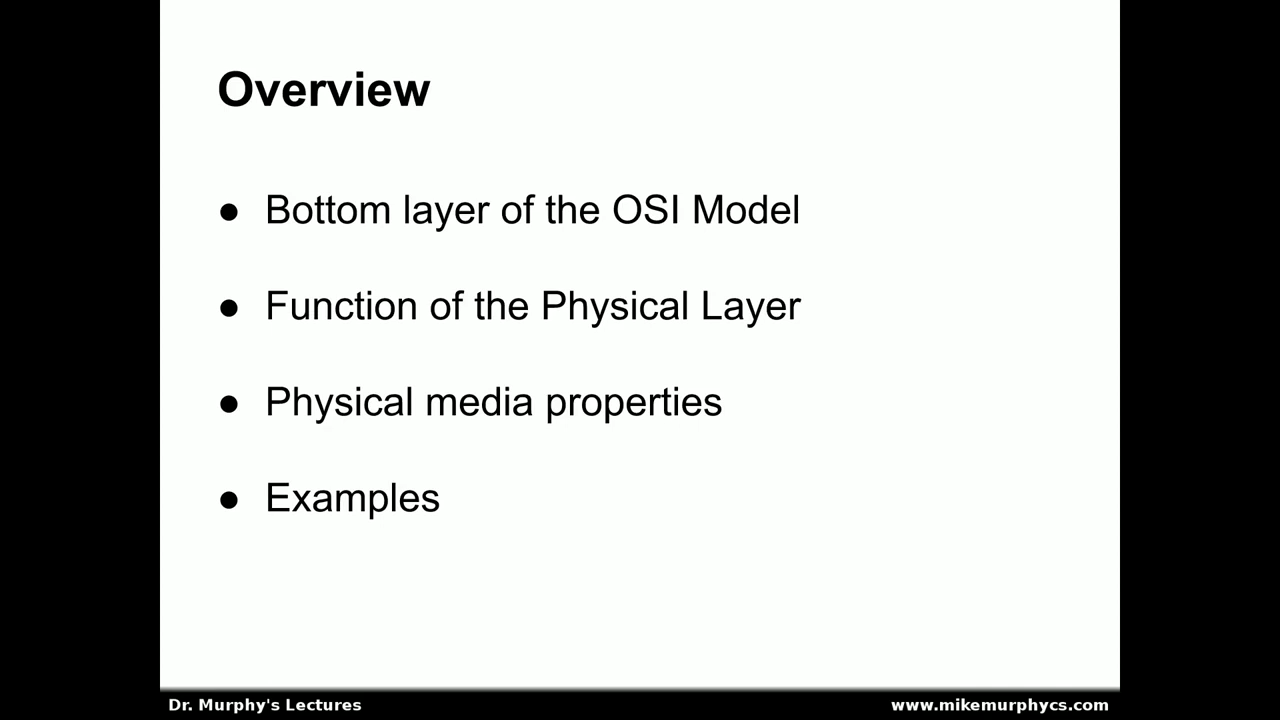 Overview
● Bottom layer of the OSI Model
● Function of the Physical Layer
● Physical media properties
● Examples
Dr. Murphy's Lectures
www.mikemurphycs.com